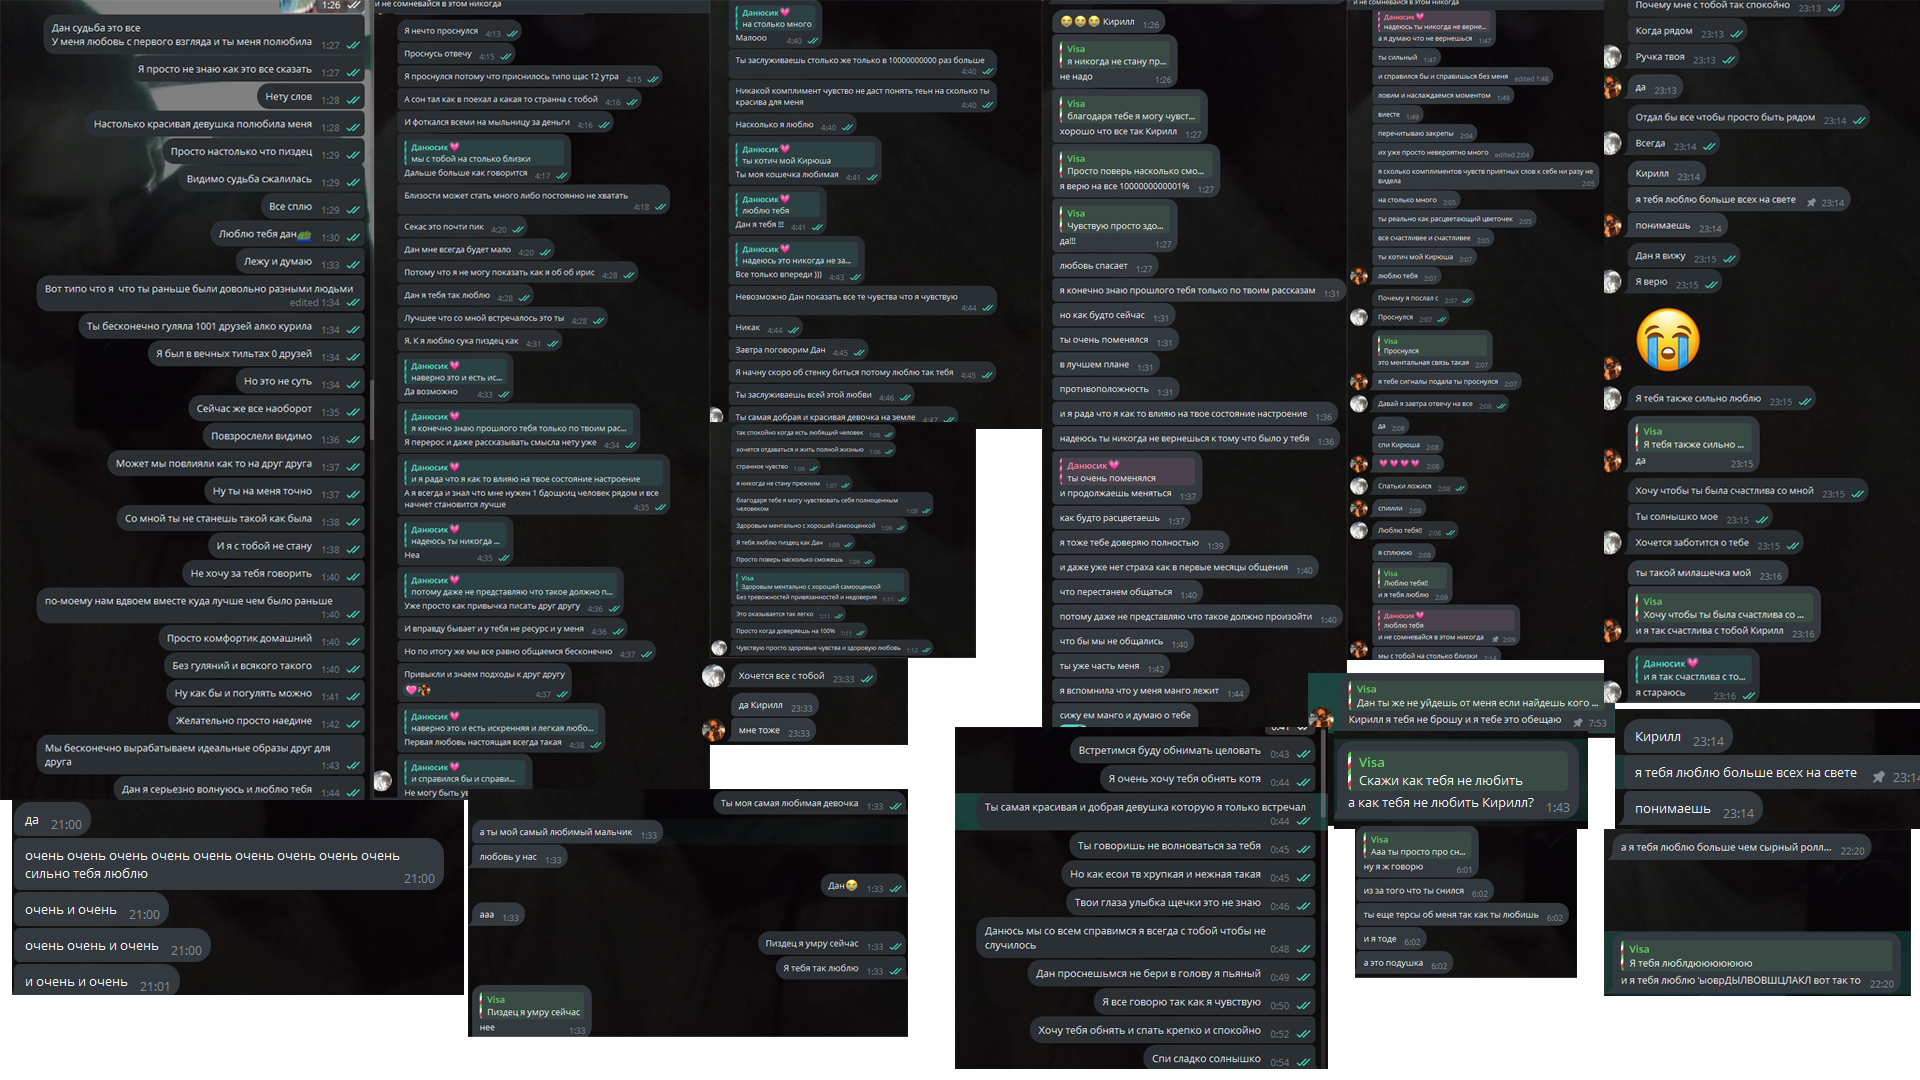 1:26
Дан судьба это все
У меня любовь с первого взгляда и ты меня полюбила 1:27
Я просто не знаю как это все сказать 1:27
Нету слов 1:28
Настолько красивая девушка полюбила меня 1:28
Просто настолько что пиздец 1:29
Видимо судьба сжалилась 1:29
Все сплю 1:29
Люблю тебя дан 1:30
Лежу и думаю 1:33
Вот типо что я что ты раньше были довольно разными людьми
edited 1:34
Ты бесконечно гуляла 1001 друзей алко курила 1:34
Я был в вечных тильтах 0 друзей 1:34
Но это не суть 1:34
Сейчас же все наоборот 1:35
Повзрослели видимо 1:36
Может мы повлияли как то на друг друга 1:37
Ну ты на меня точно 1:37
Со мной ты не станешь такой как была 1:38
И я с тобой не стану 1:38
Не хочу за тебя говорить 1:40
по-моему нам вдвоем вместе куда лучше чем было раньше
1:40
Просто комфортик домашний 1:40
Без гуляний и всякого такого 1:40
Ну как бы и погулять можно 1:41
Желательно просто наедине 1:42
Мы бесконечно вырабатываем идеальные образы друг для
друга 1:43
Дан я серьезно волнуюсь и люблю тебя 1:44
и не сомневайся в этом никогда
Я нечто проснулся 4:13
Проснусь отвечу 4:15
Я проснулся потому что приснилось типо щас 12 утра 4:15
А сон тал как в поехал а какая то странна с тобой 4:16
И фоткался всеми на мыльницу за деньги 4:16
Данюсик💗
мы с тобой на столько близки
Дальше больше как говорится 4:17
Близости может стать много либо постоянно не хватать
4:18
Секас это почти пик 4:20
Дан мне всегда будет мало 4:20
Потому что я не могу показать как я об об ирис 4:28
Дан я тебя так люблю 4:28
Лучшее что со мной встречалось это ты 4:28
Я. К я люблю сука пиздец как 4:31
Данюсик💗
наверно это и есть ис...
Да возможно 4:33
Данюсик💗
я конечно знаю прошлого тебя только по твоим рас...
Я перерос и даже рассказывать смысла нету уже 4:34
Данюсик💗
и я рада что я как то влияю на твое состояние настроение
А я всегда и знал что мне нужен 1 бдощкиц человек рядом и все
начнет становится лучше 4:35
Данюсик💗
надеюсь ты никогда ...
Неа 4:35
Данюсик💗
потому даже не представляю что такое должно п...
Уже просто как привычка писать друг другу 4:36
И вправду бывает и у тебя не ресурс и у меня 4:36
Но по итогу же мы все равно общаемся бесконечно 4:37
Привыкли и знаем подходы к друг другу
4:37
Данюсик💗
наверно это и есть искренняя и легкая любо...
Первая любовь настоящая всегда такая 4:38
Данюсик💗
и справился бы и справи...
Не могу быть ув
Данюсик💗
на столько много
Малооо 4:40
Ты заслуживаешь столько же только в 10000000000 раз больше
4:40
Никакой комплимент чувство не даст понять теьн на сколько ты
красива для меня 4:40
Насколько я люблю 4:40
Данюсик💗
ты котич мой Кирюша
Ты моя кошечка любимая 4:41
Данюсик💗
люблю тебя
Дан я тебя !!! 4:41
Данюсик💗
надеюсь это никогда не за...
Все только впереди ))) 4:43
Невозможно Дан показать все те чувства что я чувствую
4:44
Никак 4:44
Завтра поговорим Дан 4:45
Я начну скоро об стенку биться потому люблю так тебя 4:45
Ты заслуживаешь всей этой любви 4:46
Ты самая добрая и красивая девочка на земле 4:47
так спокойно когда есть любящий человек 1:06
хочется отдаваться и жить полной жизнью 1:06
странное чувство 1:06
я никогда не стану прежним 1:07
благодаря тебе я могу чувствовать себя полноценным
человеком 1:08
Здоровым ментально с хорошей самооценкой 1:09
Я тебя люблю пиздец как Дан 1:09
Просто поверь насколько сможешь 1:09
Visa
Здоровым ментально с хорошей самооценкой
Без тревожностей привязанностей и недоверия 1:11
Это оказывается так легко 1:11
Просто когда доверяешь на 100% 1:11
Чувствую просто здоровые чувства и здоровую любовь 1:12
Хочется все с тобой 23:33
да Кирилл 23:33
мне тоже 23:33
😭😭😭 Кирилл 1:26
Visa
я никогда не стану пр...
не надо 1:26
Visa
благодаря тебе я могу чувст...
хорошо что все так Кирилл 1:27
Visa
Просто поверь насколько смо...
я верю на все 100000000001% 1:27
Visa
Чувствую просто здо...
да!!! 1:27
любовь спасает 1:27
я конечно знаю прошлого тебя только по твоим рассказам 1:31
но как будто сейчас 1:31
ты очень поменялся 1:31
в лучшем плане 1:31
противоположность 1:31
и я рада что я как то влияю на твое состояние настроение 1:36
надеюсь ты никогда не вернешься к тому что было у тебя 1:36
Данюсик💗
ты очень поменялся
и продолжаешь меняться 1:37
как будто расцветаешь 1:37
я тоже тебе доверяю полностью 1:39
и даже уже нет страха как в первые месяцы общения 1:40
что перестанем общаться 1:40
потому даже не представляю что такое должно произойти 1:40
что бы мы не общались 1:40
ты уже часть меня 1:42
я вспомнила что у меня манго лежит 1:44
сижу ем манго и думаю о тебе
и не сомневайся в этом никогда
Данюсик💗
надеюсь ты никогда не верне...
а я думаю что не вернешься 1:47
ты сильный 1:47
и справился бы и справишься без меня edited 1:48
ловим и наслаждаемся моментом 1:49
вместе 1:49
перечитываю закрепы 2:04
их уже просто невероятно много edited 2:04
я сколько комплиментов чувств приятных слов к себе ни разу не
видела 2:05
на столько много 2:05
ты реально как расцветающий цветочек 2:05
все счастливее и счастливее 2:05
ты котич мой Кирюша 2:07
люблю тебя 2:07
Почему я послал с 2:07
Проснулся 2:07
Visa
Проснулся
это ментальная связь такая 2:07
я тебе сигналы подала ты проснулся 2:07
Давай я завтра отвечу на все 2:08
да 2:08
спи Кирюша 2:08
💗💗💗💗 2:08
Спатьки ложися 2:08
спииии 2:08
Люблю тебя!! 2:08
я сплюю 2:08
Visa
Люблю тебя!!
и я тебя люблю 2:09
Данюсик💗
люблю тебя
и не сомневайся в этом никогда 2:09
мы с тобой на столько близки 2:14
Почему мне с тобой так спокойно 23:13
Когда рядом 23:13
Ручка твоя 23:13
да 23:13
Отдал бы все чтобы просто быть рядом 23:14
Всегда 23:14
Кирилл 23:14
я тебя люблю больше всех на свете 23:14
понимаешь 23:14
Дан я вижу 23:15
Я верю 23:15
😭
Я тебя также сильно люблю 23:15
Visa
Я тебя также сильно ...
да 23:15
Хочу чтобы ты была счастлива со мной 23:15
Ты солнышко мое 23:15
Хочется заботится о тебе 23:15
ты такой милашечка мой 23:16
Visa
Хочу чтобы ты была счастлива со ...
и я так счастлива с тобой Кирилл 23:16
Данюсик💗
и я так счастлива с то...
я стараюсь 23:16
да 21:00
очень очень очень очень очень очень очень очень очень
сильно тебя люблю 21:00
очень и очень 21:00
очень очень и очень 21:00
и очень и очень 21:01
Ты моя самая любимая девочка 1:33
а ты мой самый любимый мальчик 1:33
любовь у нас 1:33
Дан😭 1:33
ааа 1:33
Пиздец я умру сейчас 1:33
Я тебя так люблю 1:33
Visa
Пиздец я умру сейчас
нее 1:33
0:41
Встретимся буду обнимать целовать 0:43
Я очень хочу тебя обнять котя 0:44
Ты самая красивая и добрая девушка которую я только встречал
0:44
Ты говоришь не волноваться за тебя 0:45
Но как есои тв хрупкая и нежная такая 0:45
Твои глаза улыбка щечки это не знаю 0:46
Данюсь мы со всем справимся я всегда с тобой чтобы не
случилось 0:48
Дан проснешьмся не бери в голову я пьяный 0:49
Я все говорю так как я чувствую 0:50
Хочу тебя обнять и спать крепко и спокойно 0:52
Спи сладко солнышко 0:54
Visa
Дан ты же не уйдешь от меня если найдешь кого ...
Кирилл я тебя не брошу и я тебе это обещаю 7:53
Visa
Скажи как тебя не любить
а как тебя не любить Кирилл? 1:43
Visa
Ааа ты просто про сн...
ну я ж говорю 6:01
из за того что ты снился 6:02
ты еще терсы об меня так как ты любишь 6:02
и я тоде 6:02
а это подушка 6:02
Кирилл 23:14
я тебя люблю больше всех на свете 23:14
понимаешь 23:14
а я тебя люблю больше чем сырный ролл... 22:20
Visa
Я тебя люблдююююююю
и я тебя люблю 'ыоврДЫЛВОВШЦЛАКЛ вот так то 22:20